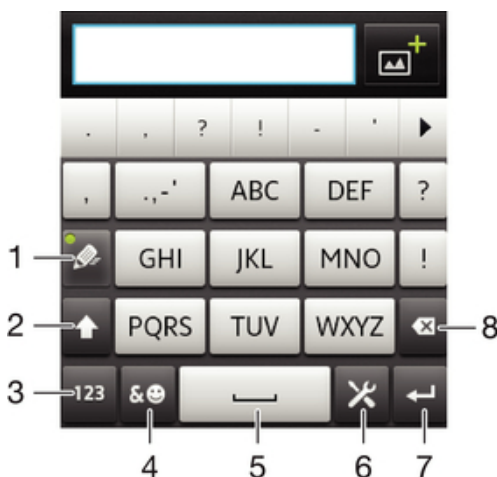 . , ? ! - '
, .,-' ABC DEF ?
1 GHI JKL MNO !
2 PQRS TUV WXYZ 8
3 123 &
4 5 6 7